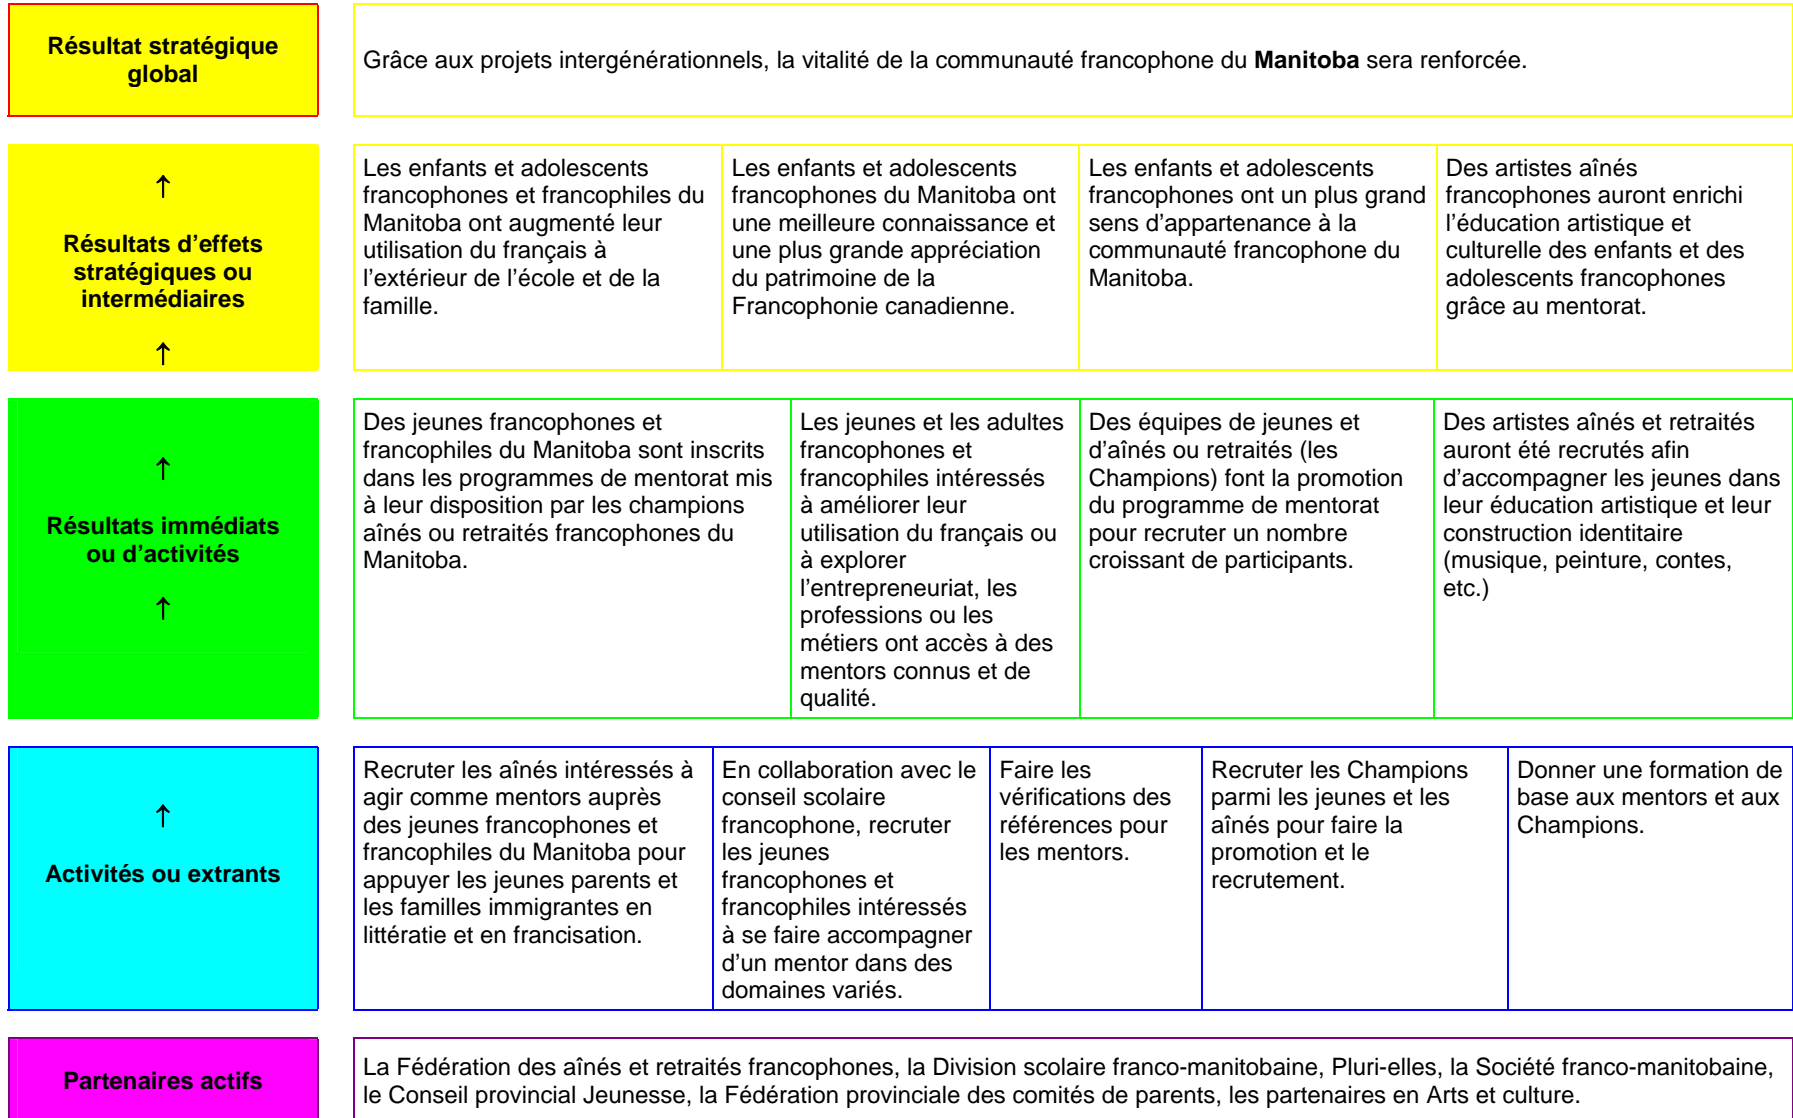 Résultat stratégique
global
Grâce aux projets intergénérationnels, la vitalité de la communauté francophone du Manitoba sera renforcée.
↑
Résultats d’effets
stratégiques ou
intermédiaires
↑
Les enfants et adolescents
francophones et francophiles du
Manitoba ont augmenté leur
utilisation du français à
l’extérieur de l’école et de la
famille.
Les enfants et adolescents
francophones du Manitoba ont
une meilleure connaissance et
une plus grande appréciation
du patrimoine de la
Francophonie canadienne.
Les enfants et adolescents
francophones ont un plus grand
sens d’appartenance à la
communauté francophone du
Manitoba.
Des artistes aînés
francophones auront enrichi
l’éducation artistique et
culturelle des enfants et des
adolescents francophones
grâce au mentorat.
↑
Résultats immédiats
ou d’activités
↑
Des jeunes francophones et
francophiles du Manitoba sont inscrits
dans les programmes de mentorat mis
à leur disposition par les champions
aînés ou retraités francophones du
Manitoba.
Les jeunes et les adultes
francophones et
francophiles intéressés
à améliorer leur
utilisation du français ou
à explorer
l’entrepreneuriat, les
professions ou les
métiers ont accès à des
mentors connus et de
qualité.
Des équipes de jeunes et
d’aînés ou retraités (les
Champions) font la promotion
du programme de mentorat
pour recruter un nombre
croissant de participants.
Des artistes aînés et retraités
auront été recrutés afin
d’accompagner les jeunes dans
leur éducation artistique et leur
construction identitaire
(musique, peinture, contes,
etc.)
↑
Activités ou extrants
Recruter les aînés intéressés à
agir comme mentors auprès
des jeunes francophones et
francophiles du Manitoba pour
appuyer les jeunes parents et
les familles immigrantes en
littératie et en francisation.
En collaboration avec le
conseil scolaire
francophone, recruter
les jeunes
francophones et
francophiles intéressés
à se faire accompagner
d’un mentor dans des
domaines variés.
Faire les
vérifications des
références pour
les mentors.
Recruter les Champions
parmi les jeunes et les
aînés pour faire la
promotion et le
recrutement.
Donner une formation de
base aux mentors et aux
Champions.
Partenaires actifs
La Fédération des aînés et retraités francophones, la Division scolaire franco-manitobaine, Pluri-elles, la Société franco-manitobaine,
le Conseil provincial Jeunesse, la Fédération provinciale des comités de parents, les partenaires en Arts et culture.